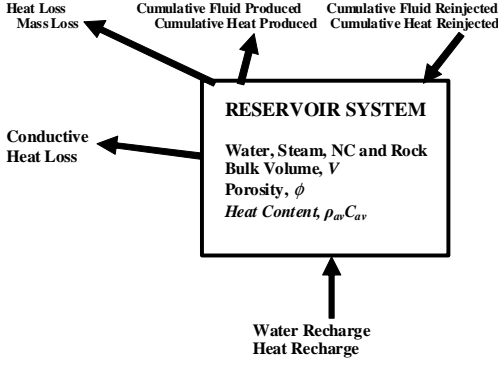 Heat Loss
Mass Loss
Cumulative Fluid Produced
Cumulative Heat Produced
Cumulative Fluid Reinjected
Cumulative Heat Reinjected
RESERVOIR SYSTEM
Conductive
Heat Loss
Water, Steam, NC and Rock
Bulk Volume, V
Porosity, ϕ
Heat Content, ρavCav
Water Recharge
Heat Recharge